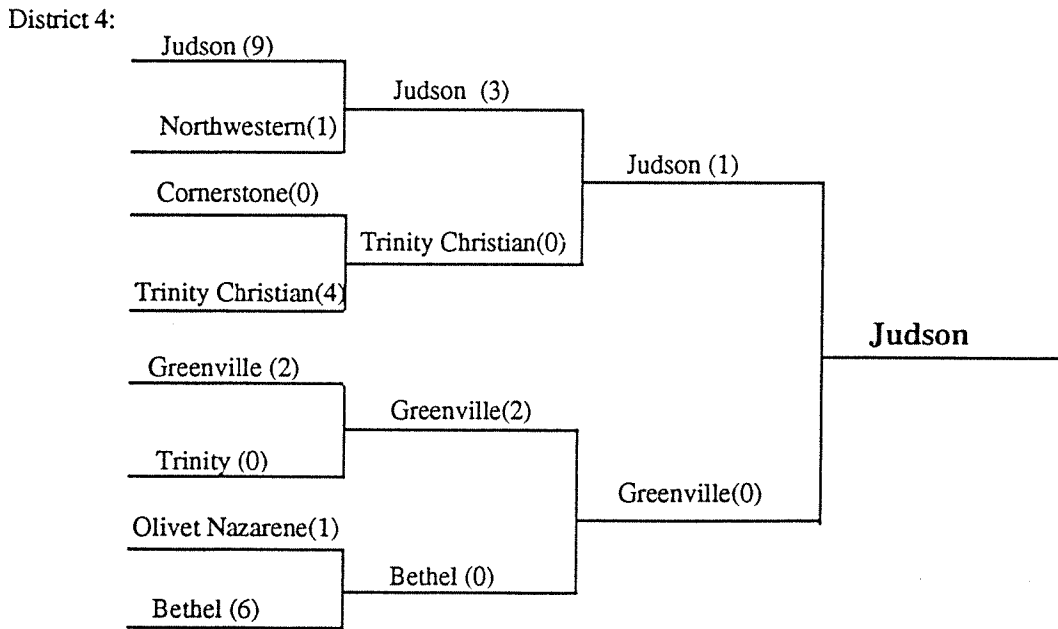 District 4:
Judson (9)
Judson (3)
Northwestern(1)
Judson (1)
Cornerstone(0)
Trinity Christian(0)
Trinity Christian(4)
Judson
Greenville (2)
Greenville(2)
Trinity (0)
Greenville(0)
Olivet Nazarene(1)
Bethel (0)
Bethel (6)